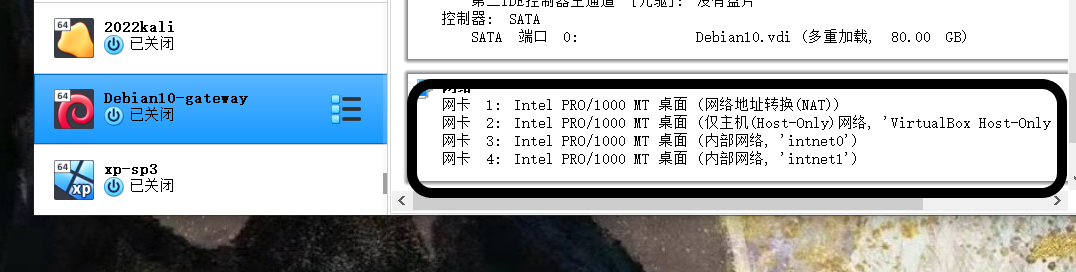 2022kali
已关闭
Debian10-gateway
已关闭
xp-sp3
已关闭
控制器: SATA
SATA 端口 0: Debian10.vdi (多重加载, 80.00 GB)
网络
网卡 1: Intel PRO/1000 MT 桌面 (网络地址转换(NAT))
网卡 2: Intel PRO/1000 MT 桌面 (仅主机(Host-Only)网络, 'VirtualBox Host-Only
网卡 3: Intel PRO/1000 MT 桌面 (内部网络, 'intnet0')
网卡 4: Intel PRO/1000 MT 桌面 (内部网络, 'intnet1')
64
64
64
xp